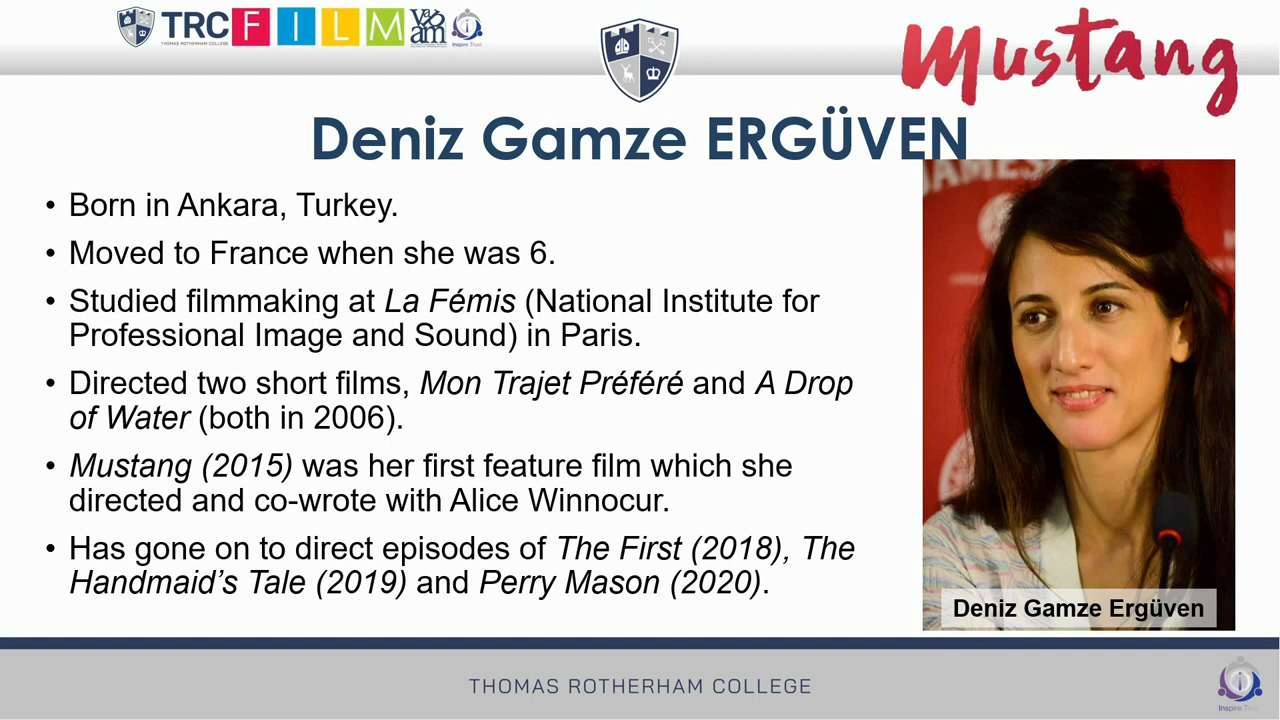 TRC FILM
THOMAS ROTHERHAM COLLEGE
Inspire Trust
Mustang
Deniz Gamze ERGÜVEN
• Born in Ankara, Turkey.
• Moved to France when she was 6.
• Studied filmmaking at La Fémis (National Institute for
Professional Image and Sound) in Paris.
• Directed two short films, Mon Trajet Préféré and A Drop
of Water (both in 2006).
• Mustang (2015) was her first feature film which she
directed and co-wrote with Alice Winnocur.
• Has gone on to direct episodes of The First (2018), The
Handmaid’s Tale (2019) and Perry Mason (2020).
Deniz Gamze Ergüven
THOMAS ROTHERHAM COLLEGE